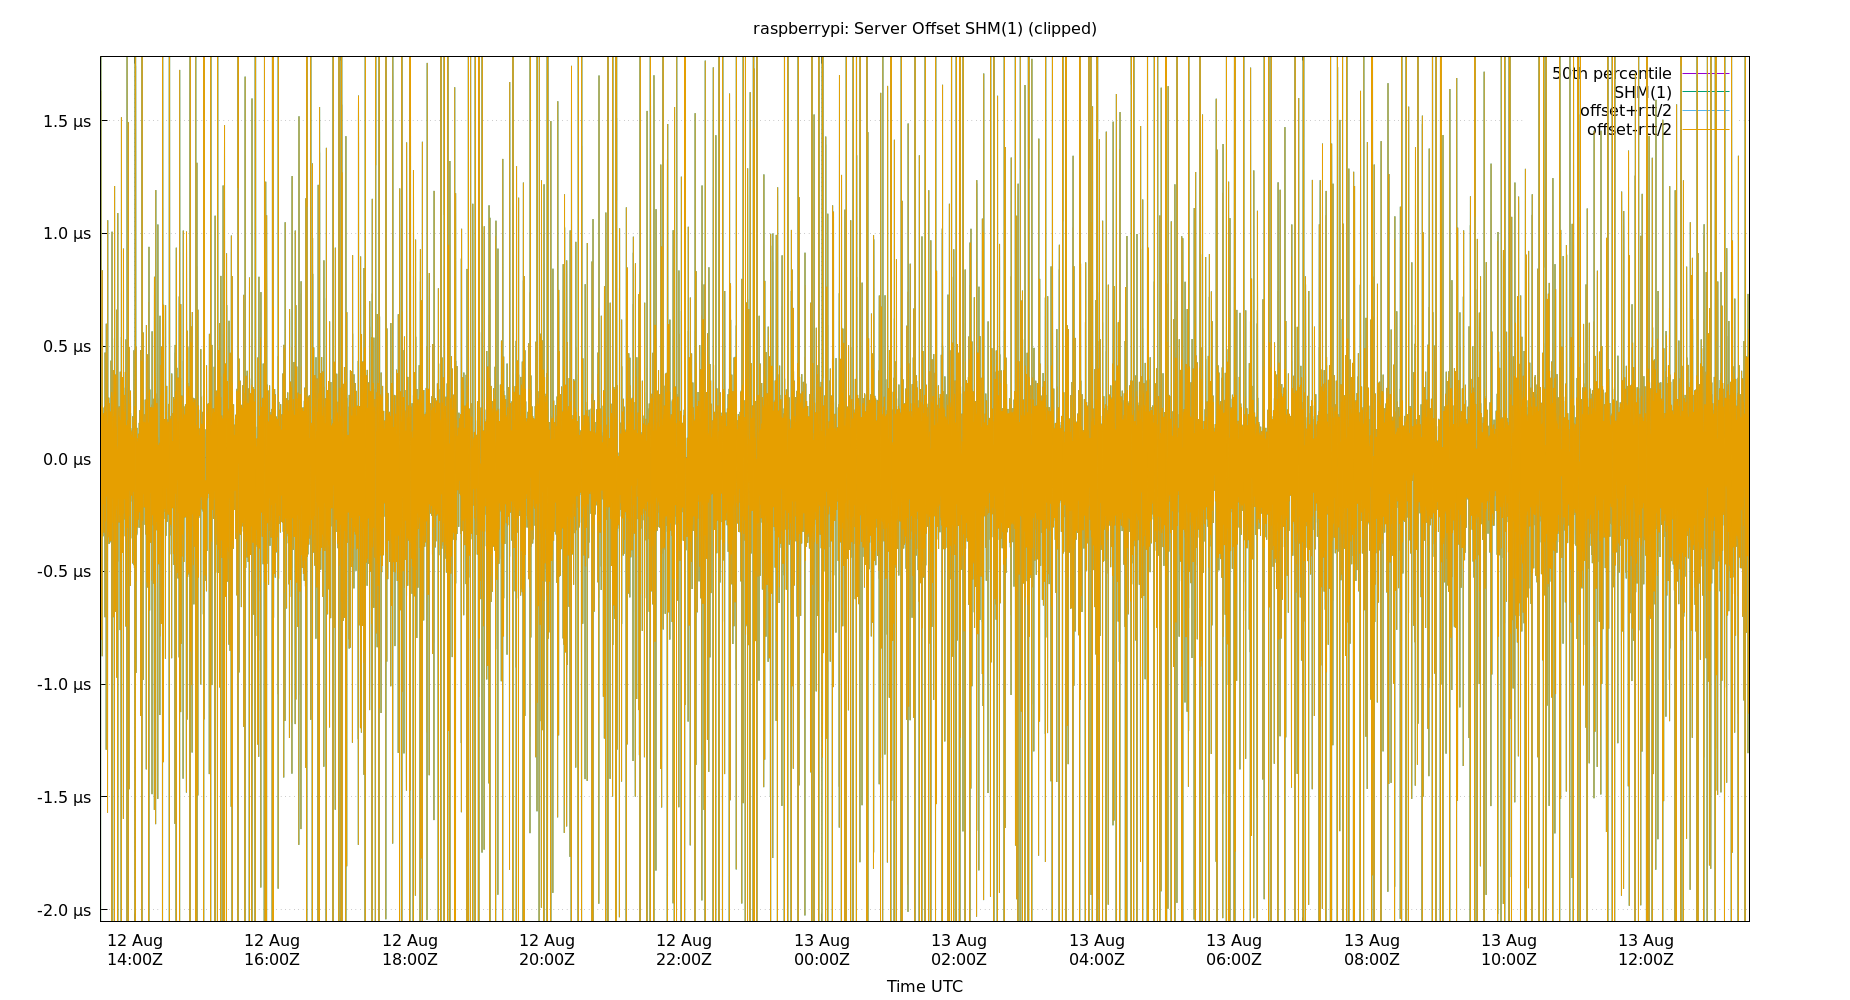 raspberrypi: Server Offset SHM(1) (clipped)
50th percentile
SHM(1)
offset+rtt/2
offset-rtt/2
1.5 µs
1.0 µs
0.5 µs
0.0 µs
-0.5 µs
-1.0 µs
-1.5 µs
-2.0 µs
12 Aug 12 Aug 12 Aug 12 Aug 12 Aug 13 Aug 13 Aug 13 Aug 13 Aug 13 Aug 13 Aug 13 Aug
14:00Z 16:00Z 18:00Z 20:00Z 22:00Z 00:00Z 02:00Z 04:00Z 06:00Z 08:00Z 10:00Z 12:00Z
Time UTC